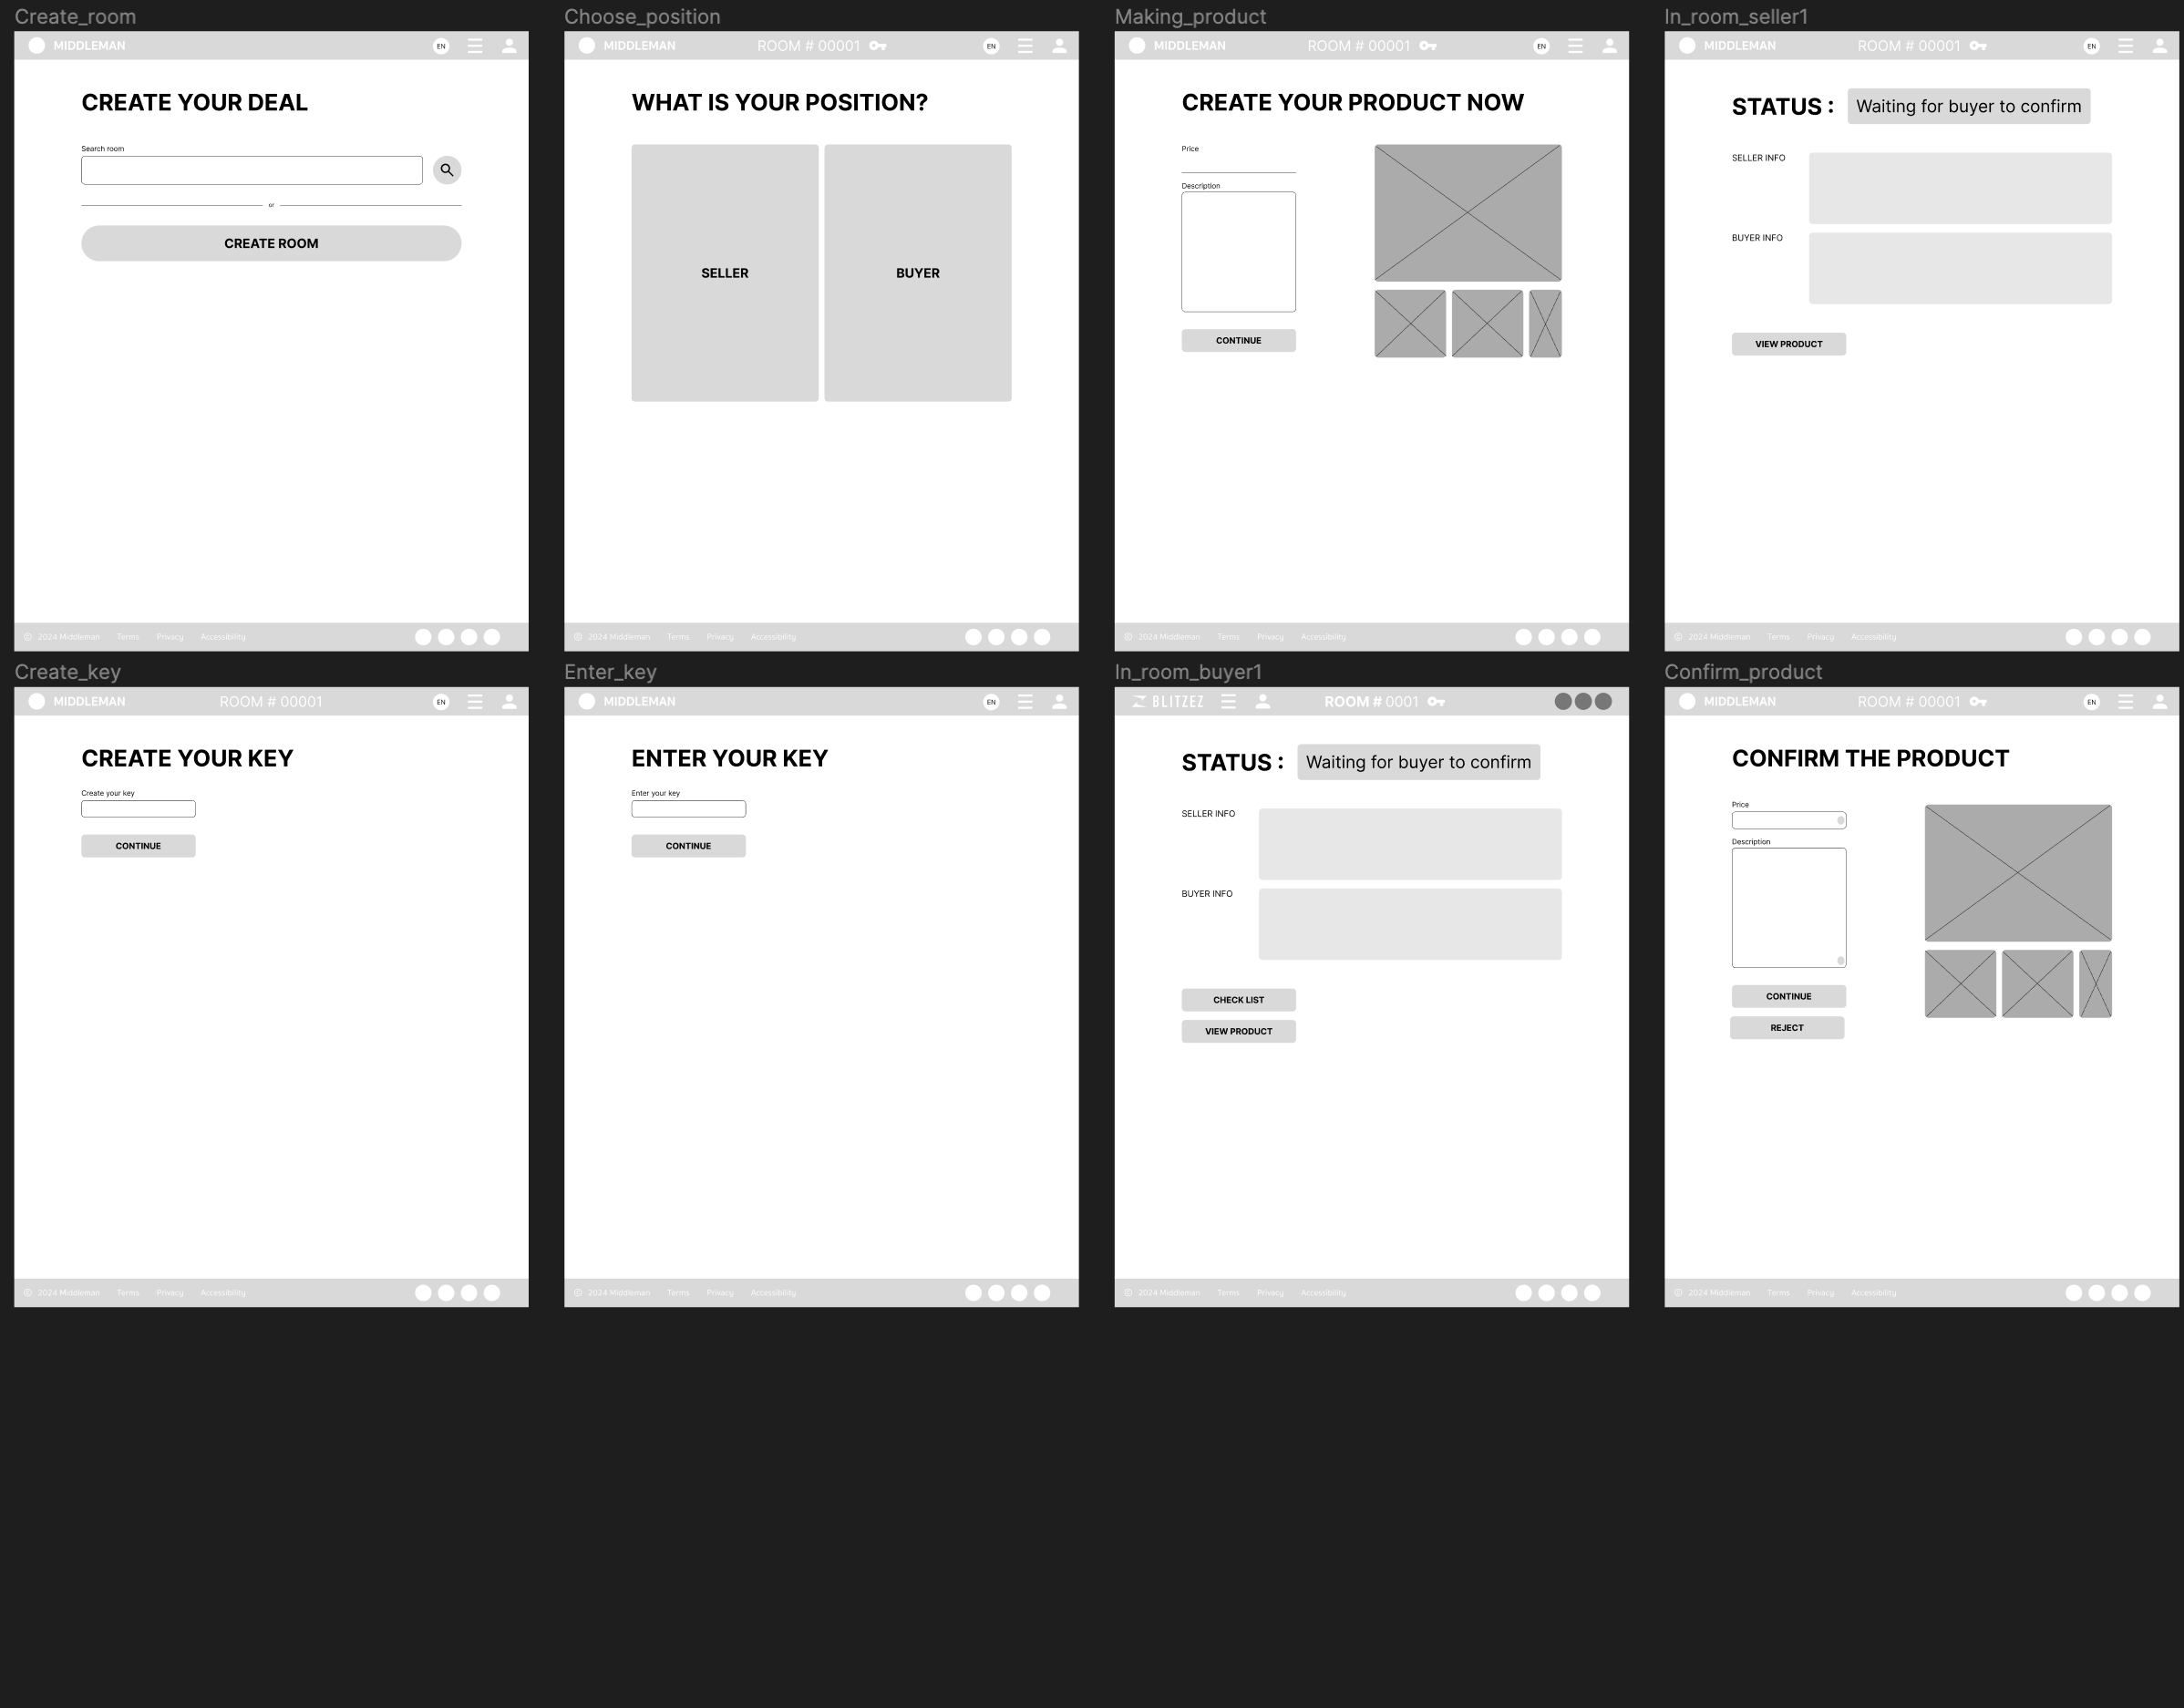 Create_room
MIDDLEMAN
EN
CREATE YOUR DEAL
Search room
or
CREATE ROOM
© 2024 Middleman Terms Privacy Accessibility
Choose_position
MIDDLEMAN ROOM # 00001
EN
WHAT IS YOUR POSITION?
SELLER
BUYER
© 2024 Middleman Terms Privacy Accessibility
Making_product
MIDDLEMAN ROOM # 00001
EN
CREATE YOUR PRODUCT NOW
Price
Description
CONTINUE
© 2024 Middleman Terms Privacy Accessibility
In_room_seller1
MIDDLEMAN ROOM # 00001
EN
STATUS : Waiting for buyer to confirm
SELLER INFO
BUYER INFO
VIEW PRODUCT
© 2024 Middleman Terms Privacy Accessibility
Create_key
MIDDLEMAN ROOM # 00001
EN
CREATE YOUR KEY
Create your key
CONTINUE
© 2024 Middleman Terms Privacy Accessibility
Enter_key
MIDDLEMAN
EN
ENTER YOUR KEY
Enter your key
CONTINUE
© 2024 Middleman Terms Privacy Accessibility
In_room_buyer1
BLITZEZ ROOM # 0001
STATUS : Waiting for buyer to confirm
SELLER INFO
BUYER INFO
CHECK LIST
VIEW PRODUCT
© 2024 Middleman Terms Privacy Accessibility
Confirm_product
MIDDLEMAN ROOM # 00001
EN
CONFIRM THE PRODUCT
Price
Description
CONTINUE
REJECT
© 2024 Middleman Terms Privacy Accessibility